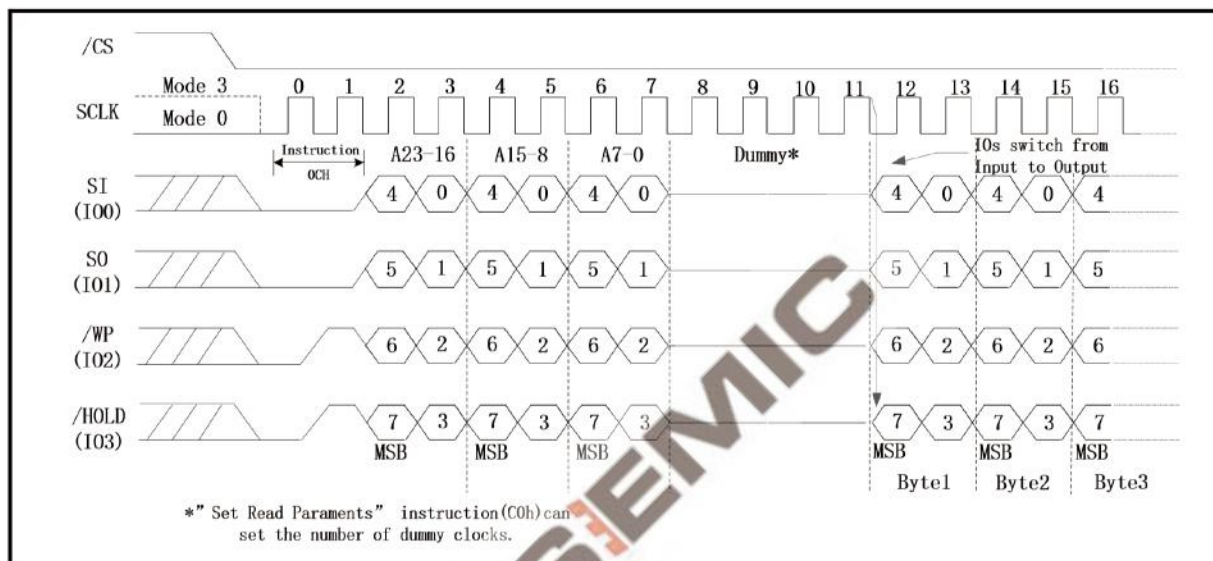 /CS
Mode 3 0 1 2 3 4 5 6 7 8 9 10 11 12 13 14 15 16
SCLK
Mode 0
Instruction A23-16 A15-8 A7-0 Dummy* IOs switch from
0CH Input to Output
SI
(IO0) 4 0 4 0 4 0 4 0 4 0 4
SO
(IO1) 5 1 5 1 5 1 5 1 5 1 5
/WP
(IO2) 6 2 6 2 6 2 6 2 6 2 6
/HOLD
(IO3) 7 3 7 3 7 3 7 3 7 3 7
MSB MSB MSB MSB MSB MSB
Byte1 Byte2 Byte3
*" Set Read Paraments" instruction(C0h)can
set the number of dummy clocks.